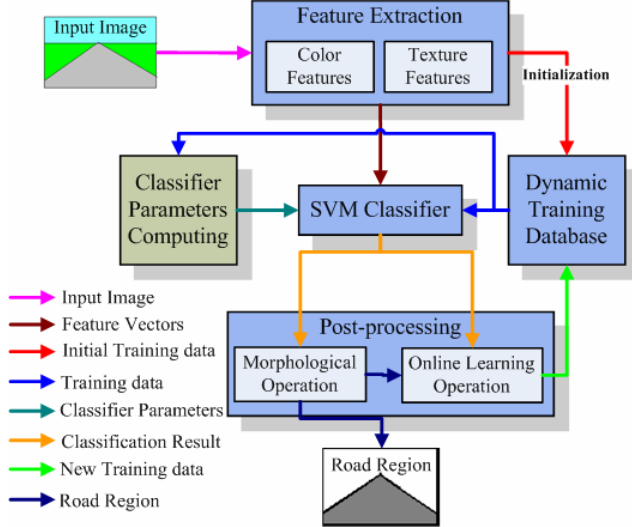 Input Image
Feature Extraction
Color
Features
Texture
Features
Initialization
Classifier
Parameters
Computing
SVM Classifier
Dynamic
Training
Database
Input Image
Feature Vectors
Initial Training data
Training data
Classifier Parameters
Classification Result
New Training data
Road Region
Post-processing
Morphological
Operation
Online Learning
Operation
Road Region